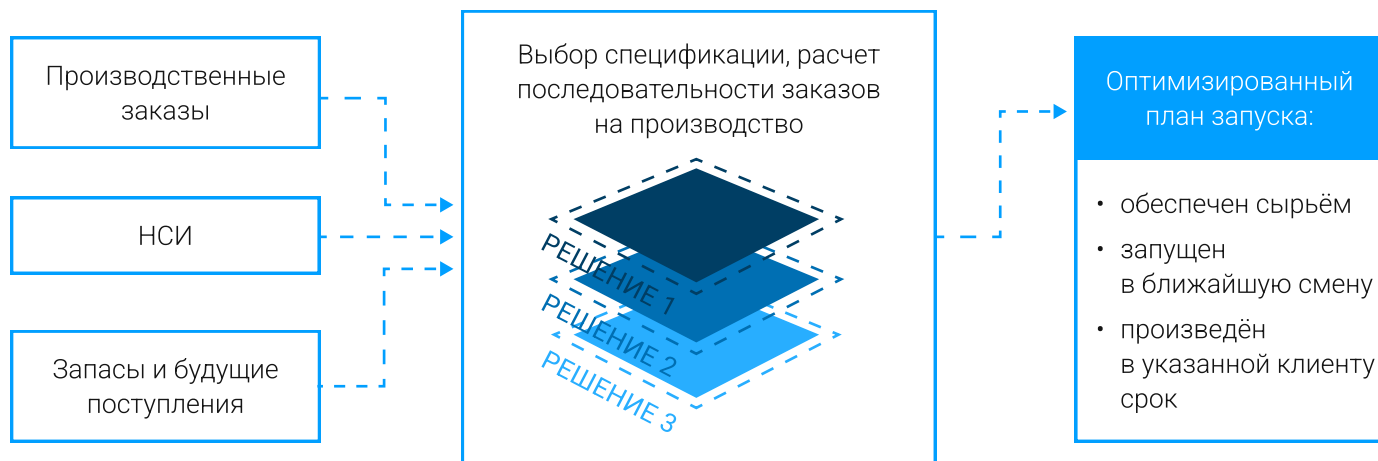 Производственные
заказы
НСИ
Запасы и будущие
поступления
Выбор спецификации, расчет
последовательности заказов
на производство
РЕШЕНИЕ 1
РЕШЕНИЕ 2
РЕШЕНИЕ 3
Оптимизированный
план запуска:
• обеспечен сырьём
• запущен
в ближайшую смену
• произведён
в указанной клиенту
срок